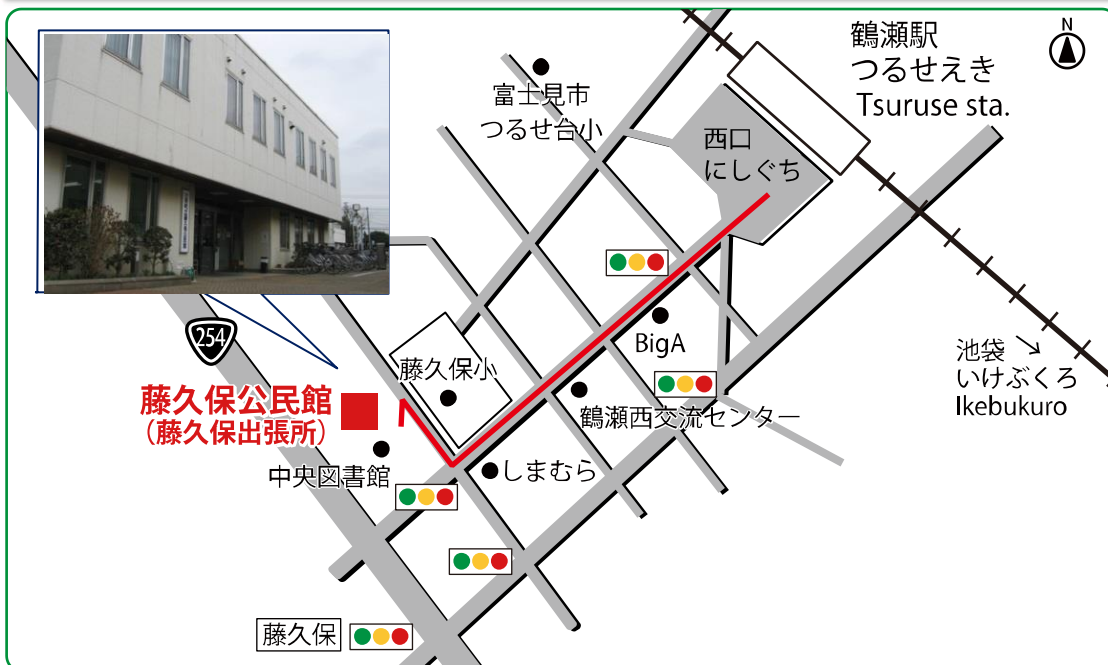 鶴瀬駅
つるせえき
Tsuruse sta.
N
富士見市
つるせ台小
西口
にしぐち
BigA
254
藤久保小
池袋
いけぶくろ
Ikebukuro
藤久保公民館
（藤久保出張所）
鶴瀬西交流センター
中央図書館
しまむら
藤久保